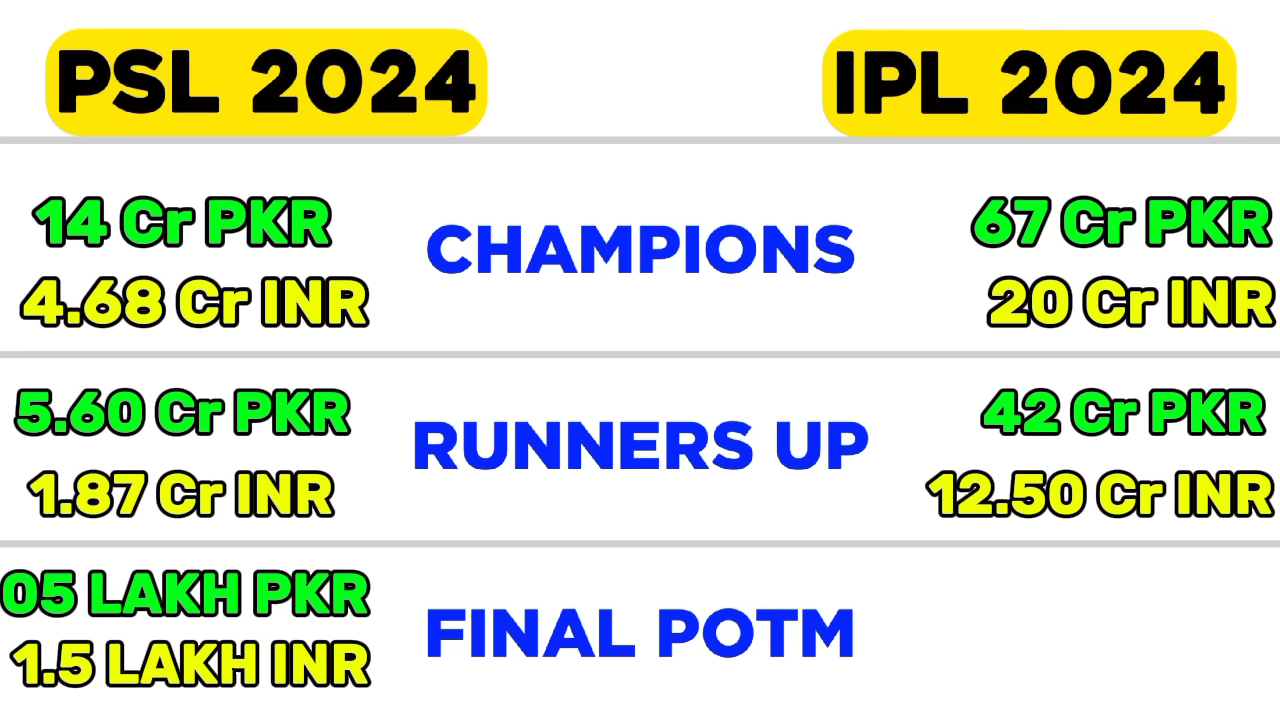 PSL 2024
IPL 2024
14 Cr PKR
4.68 Cr INR
CHAMPIONS
67 Cr PKR
20 Cr INR
5.60 Cr PKR
1.87 Cr INR
RUNNERS UP
42 Cr PKR
12.50 Cr INR
05 LAKH PKR
1.5 LAKH INR
FINAL POTM